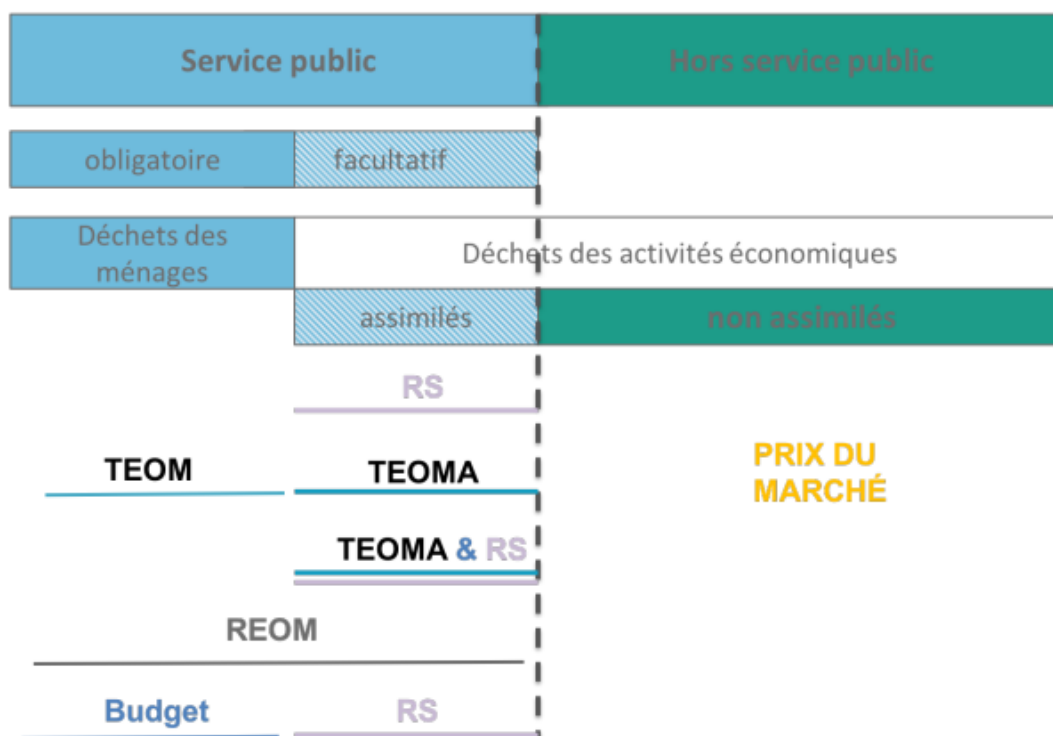 Service public
Hors service public
obligatoire
facultatif
Déchets des
ménages
Déchets des activités économiques
assimilés
non assimilés
RS
TEOM
TEOMA
PRIX DU
MARCHÉ
TEOMA & RS
REOM
Budget
RS